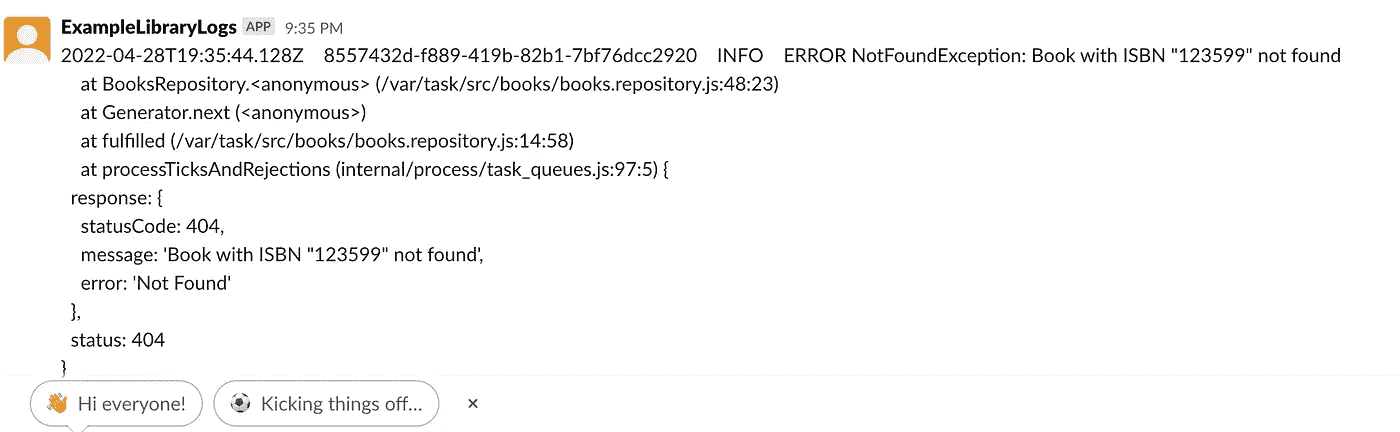 ExampleLibraryLogs APP 9:35 PM
2022-04-28T19:35:44.128Z 8557432d-f889-419b-82b1-7bf76dcc2920 INFO ERROR NotFoundException: Book with ISBN "123599" not found
at BooksRepository.<anonymous> (/var/task/src/books/books.repository.js:48:23)
at Generator.next (<anonymous>)
at fulfilled (/var/task/src/books/books.repository.js:14:58)
at processTicksAndRejections (internal/process/task_queues.js:97:5) {
response: {
statusCode: 404,
message: 'Book with ISBN "123599" not found',
error: 'Not Found'
},
status: 404
}
👋 Hi everyone! ⚽ Kicking things off... ×